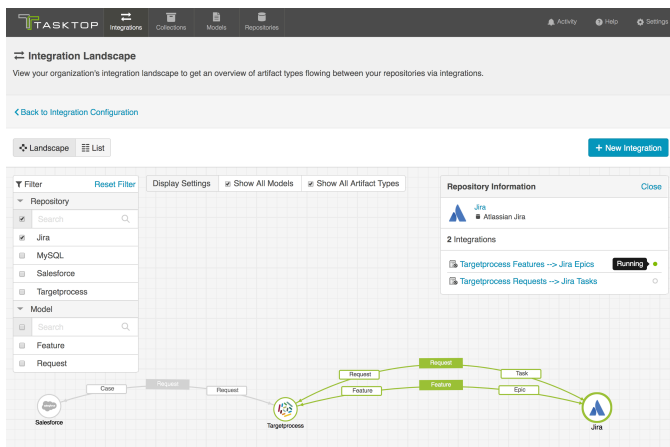 TASKTOP
Integrations
Collections
Models
Repositories
Activity
Help
Settings
Integration Landscape
View your organization's integration landscape to get an overview of artifact types flowing between your repositories via integrations.
Back to Integration Configuration
Landscape
List
+ New Integration
Filter
Reset Filter
Repository
Search
Jira
MySQL
Salesforce
Targetprocess
Model
Search
Feature
Request
Display Settings
Show All Models
Show All Artifact Types
Repository Information
Close
Jira
Atlassian Jira
2 Integrations
Targetprocess Features --> Jira Epics
Running
Targetprocess Requests --> Jira Tasks
Request
Request
Task
Feature
Feature
Epic
Case
Request
Request
Salesforce
Targetprocess
Jira